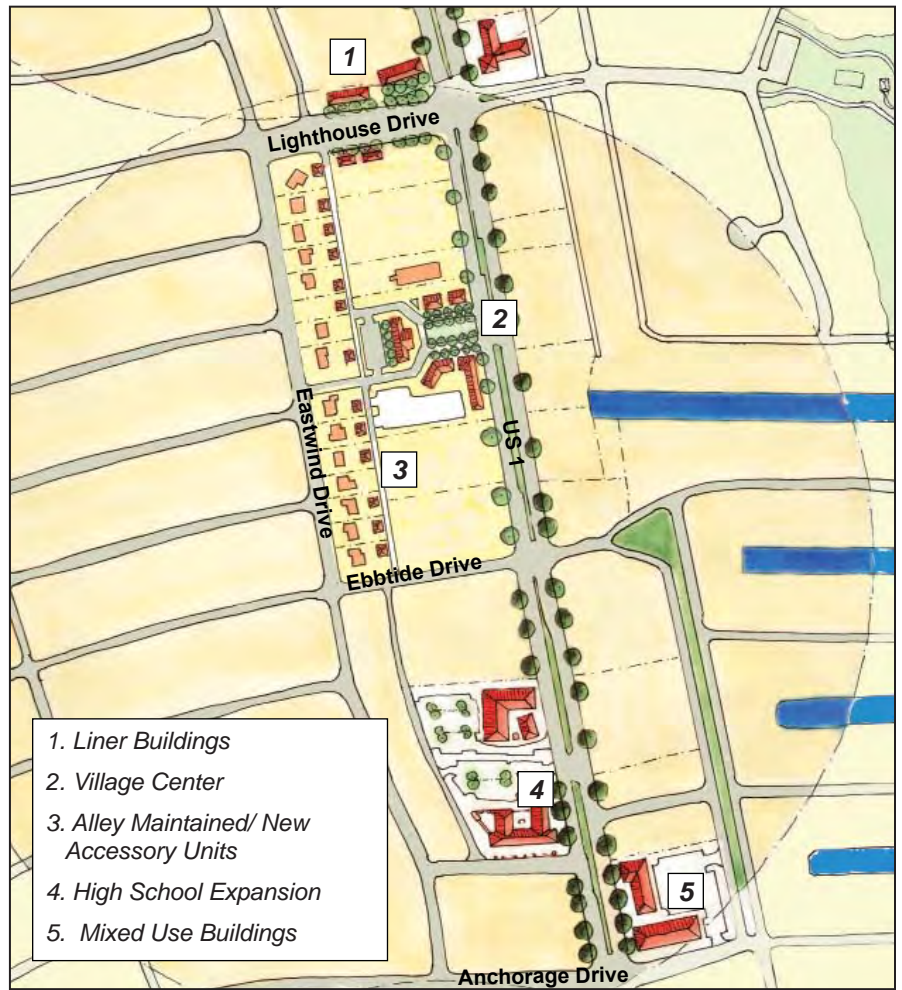 1
Lighthouse Drive
2
Eastwind Drive
US 1
3
Ebbtide Drive
4
5
Anchorage Drive
1. Liner Buildings
2. Village Center
3. Alley Maintained/ New
Accessory Units
4. High School Expansion
5. Mixed Use Buildings